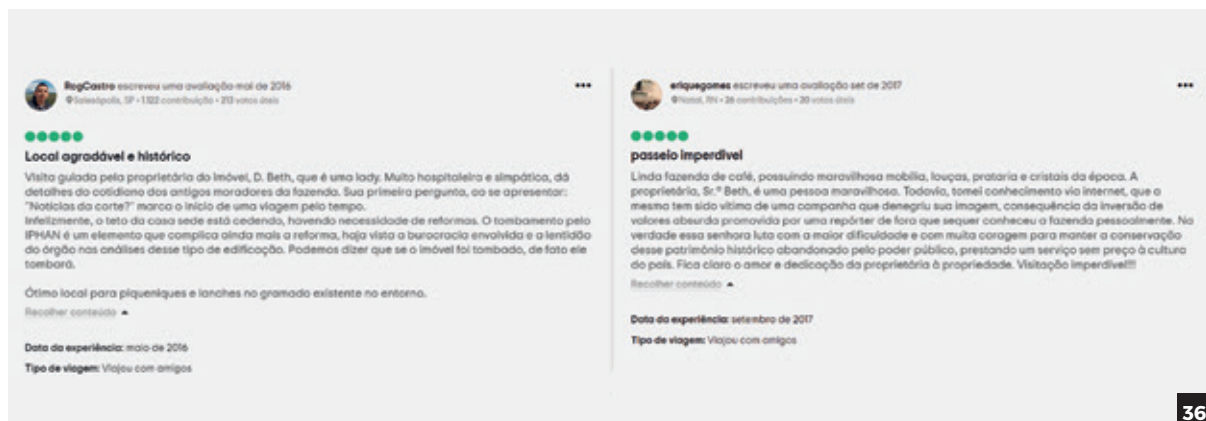 RogCastro escreveu uma avaliação mai de 2016
Salesópolis, SP • 1.122 contribuição • 213 votos úteis
Local agradável e histórico
Visita guiada pela proprietária do imóvel, D. Beth, que é uma lady. Muito hospitaleira e simpática, dá
detalhes do cotidiano dos antigos moradores da fazenda. Sua primeira pergunta, ao se apresentar:
"Notícias da corte?" marca o início de uma viagem pelo tempo.
Infelizmente, o teto da casa sede está cedendo, havendo necessidade de reformas. O tombamento pelo
IPHAN é um elemento que complica ainda mais a reforma, haja vista a burocracia envolvida e a lentidão
do órgão nas análises desse tipo de edificação. Podemos dizer que se o imóvel foi tombado, de fato ele
tombará.
Ótimo local para piqueniques e lanches no gramado existente no entorno.
Recolher conteúdo
Data da experiência: maio de 2016
Tipo de viagem: Viajou com amigos
eriquegomes escreveu uma avaliação set de 2017
Natal, RN • 26 contribuições • 20 votos úteis
passeio imperdível
Linda fazenda de café, possuindo maravilhosa mobília, louças, prataria e cristais da época. A
proprietária, Sr.ª Beth, é uma pessoa maravilhosa. Todavia, tomei conhecimento via internet, que a
mesma tem sido vítima de uma campanha que denegriu sua imagem, consequência da inversão de
valores absurda promovida por uma repórter de fora que sequer conheceu a fazenda pessoalmente. Na
verdade essa senhora luta com a maior dificuldade e com muita coragem para manter a conservação
desse patrimônio histórico abandonado pelo poder público, prestando um serviço sem preço à cultura
do país. Fica claro o amor e dedicação da proprietária à propriedade. Visitação imperdível!!!
Recolher conteúdo
Data da experiência: setembro de 2017
Tipo de viagem: Viajou com amigos
36